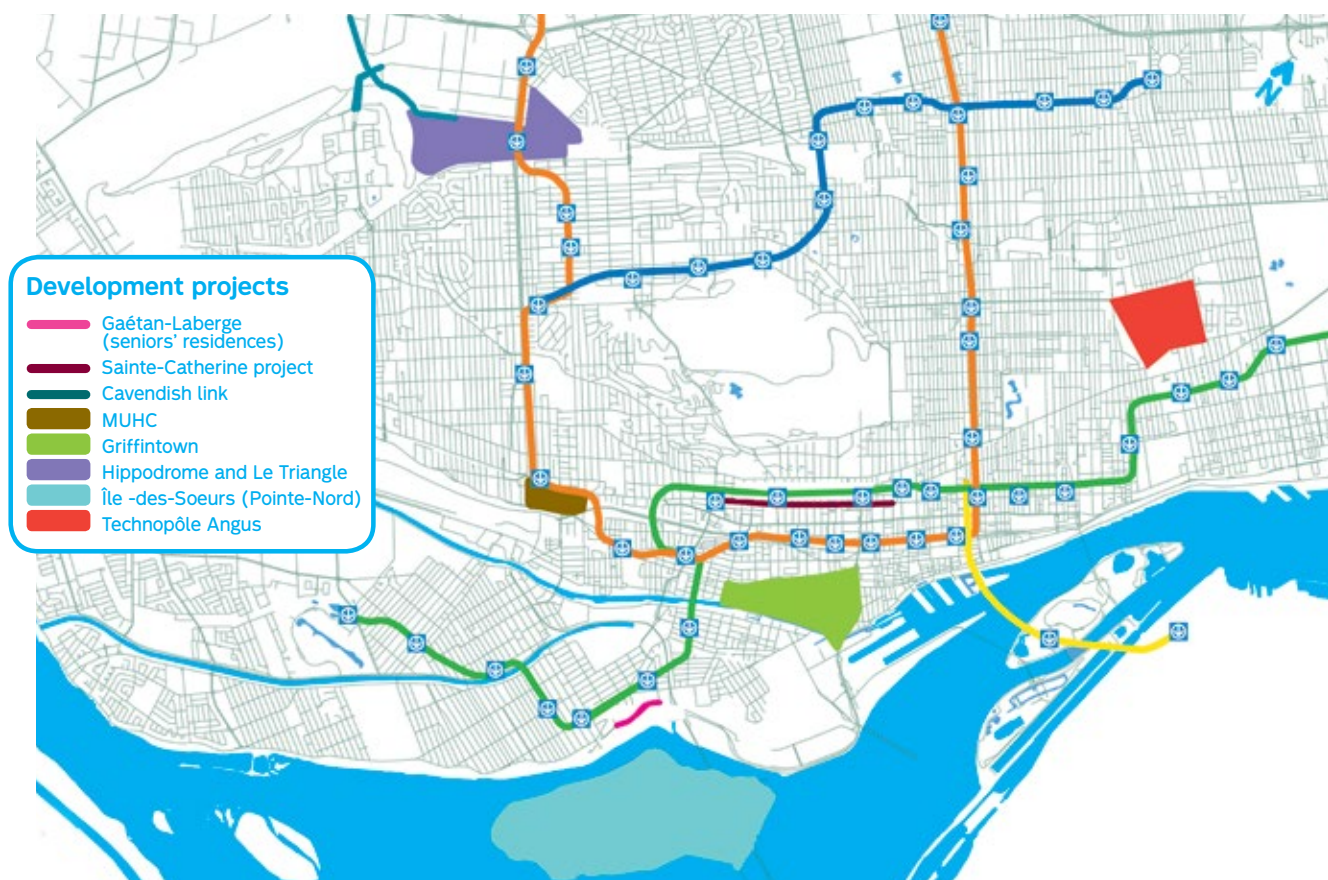 N
Development projects
Gaétan-Laberge
(seniors' residences)
Sainte-Catherine project
Cavendish link
MUHC
Griffintown
Hippodrome and Le Triangle
Île -des-Soeurs (Pointe-Nord)
Technopôle Angus